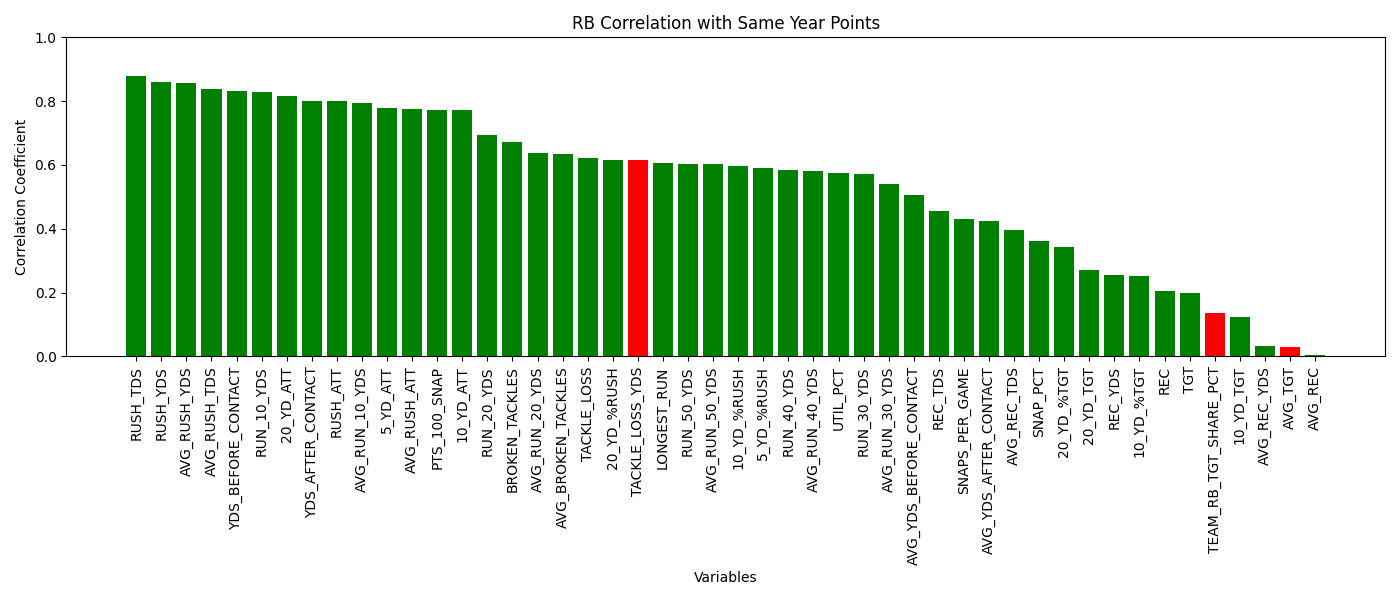 RB Correlation with Same Year Points
Correlation Coefficient
1.0
0.8
0.6
0.4
0.2
0.0
RUSH_TDS
RUSH_YDS
AVG_RUSH_YDS
AVG_RUSH_TDS
YDS_BEFORE_CONTACT
RUN_10_YDS
20_YD_ATT
YDS_AFTER_CONTACT
RUSH_ATT
AVG_RUN_10_YDS
5_YD_ATT
AVG_RUSH_ATT
PTS_100_SNAP
10_YD_ATT
RUN_20_YDS
BROKEN_TACKLES
AVG_RUN_20_YDS
AVG_BROKEN_TACKLES
TACKLE_LOSS
20_YD_%RUSH
TACKLE_LOSS_YDS
LONGEST_RUN
RUN_50_YDS
AVG_RUN_50_YDS
10_YD_%RUSH
5_YD_%RUSH
RUN_40_YDS
AVG_RUN_40_YDS
UTIL_PCT
RUN_30_YDS
AVG_RUN_30_YDS
AVG_YDS_BEFORE_CONTACT
REC_TDS
SNAPS_PER_GAME
AVG_YDS_AFTER_CONTACT
AVG_REC_TDS
SNAP_PCT
20_YD_%TGT
20_YD_TGT
REC_YDS
10_YD_%TGT
REC
TGT
TEAM_RB_TGT_SHARE_PCT
10_YD_TGT
AVG_REC_YDS
AVG_TGT
AVG_REC
Variables